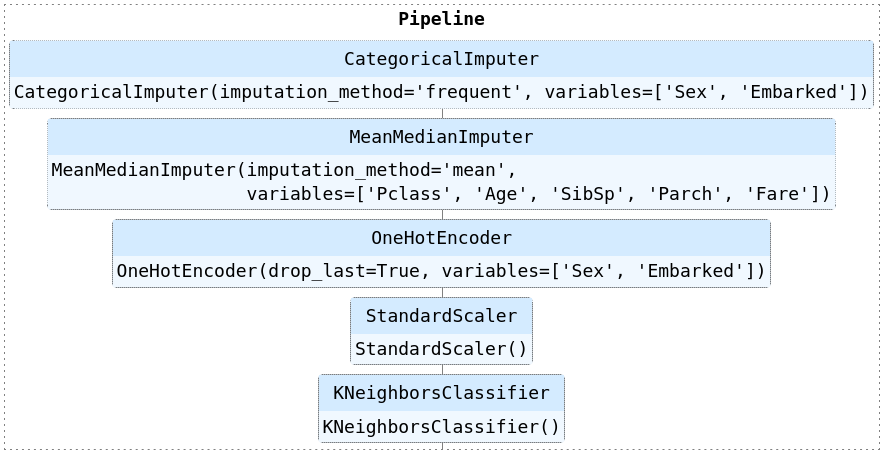 Pipeline
CategoricalImputer
CategoricalImputer(imputation_method='frequent', variables=['Sex', 'Embarked'])
MeanMedianImputer
MeanMedianImputer(imputation_method='mean',
variables=['Pclass', 'Age', 'SibSp', 'Parch', 'Fare'])
OneHotEncoder
OneHotEncoder(drop_last=True, variables=['Sex', 'Embarked'])
StandardScaler
StandardScaler()
KNeighborsClassifier
KNeighborsClassifier()